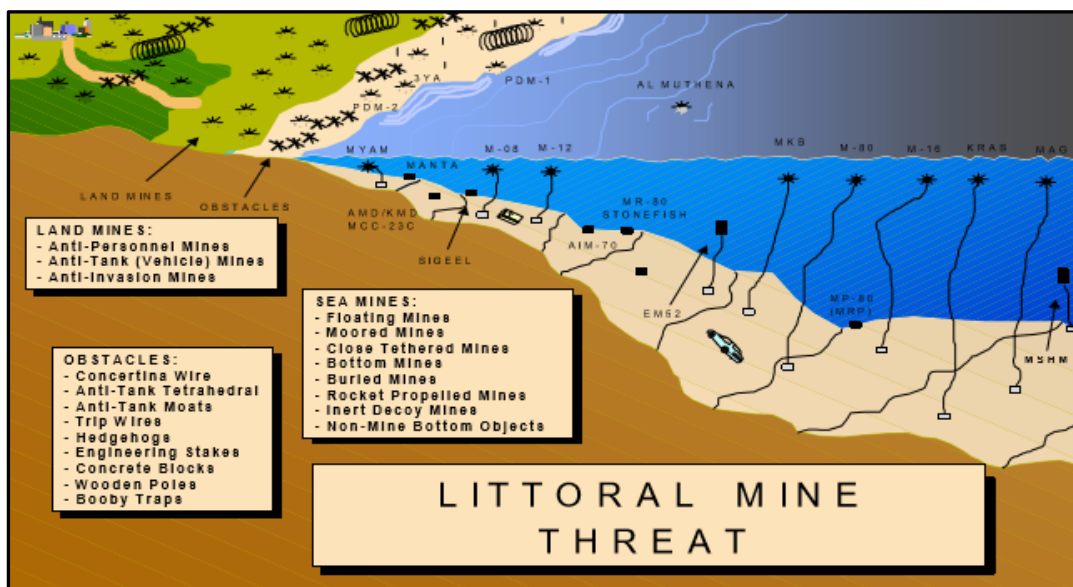 3YA
PDM-1
PDM-2
AL MUTHENA
MYAM
MANTA
M-08
M-12
MKB
M-80
M-16
KRAB
MAG
LAND MINES
OBSTACLES
AMD/KMD
MCC-23C
SIGEEL
MR-80
STONEFISH
AIM-70
EM52
MP-80
(MRP)
MSHM
LAND MINES:
- Anti-Personnel Mines
- Anti-Tank (Vehicle) Mines
- Anti-Invasion Mines
OBSTACLES:
- Concertina Wire
- Anti-Tank Tetrahedral
- Anti-Tank Moats
- Trip Wires
- Hedgehogs
- Engineering Stakes
- Concrete Blocks
- Wooden Poles
- Booby Traps
SEA MINES:
- Floating Mines
- Moored Mines
- Close Tethered Mines
- Bottom Mines
- Buried Mines
- Rocket Propelled Mines
- Inert Decoy Mines
- Non-Mine Bottom Objects
LITTORAL MINE
THREAT